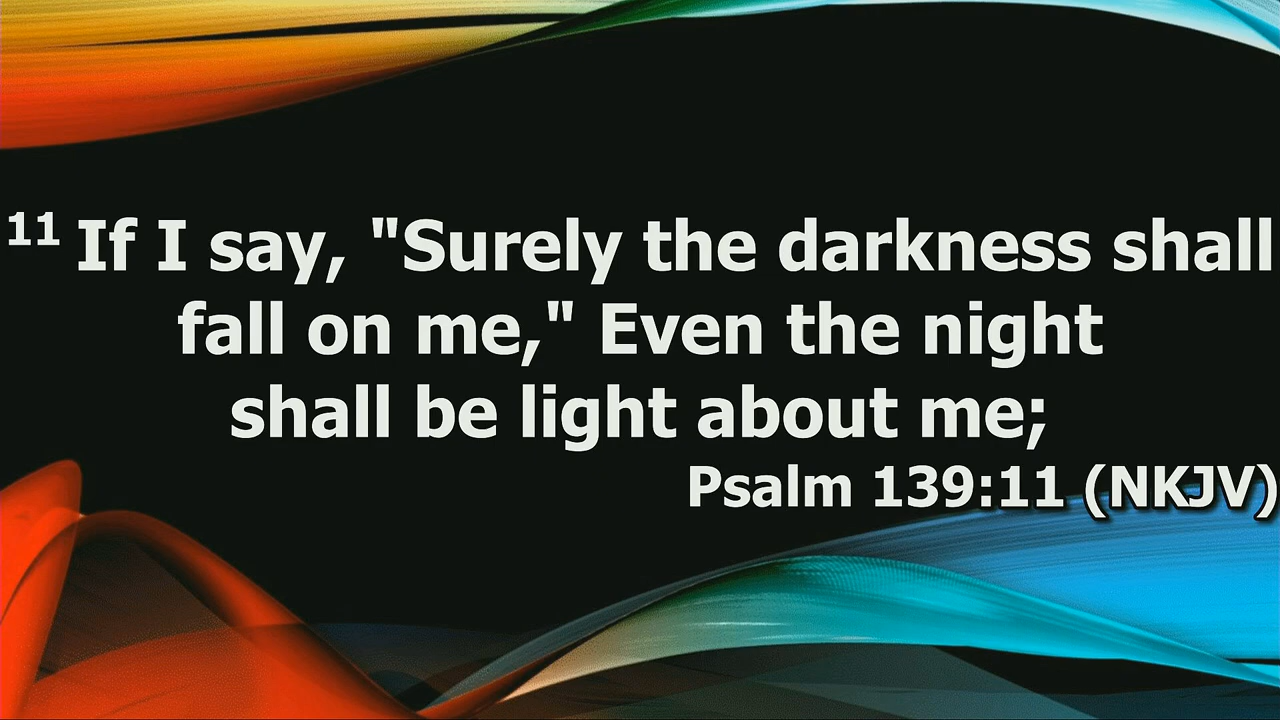 11 If I say, "Surely the darkness shall
fall on me," Even the night
shall be light about me;
Psalm 139:11 (NKJV)